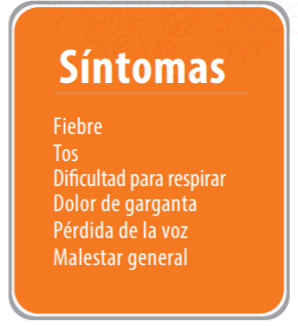 Síntomas
Fiebre
Tos
Dificultad para respirar
Dolor de garganta
Pérdida de la voz
Malestar general